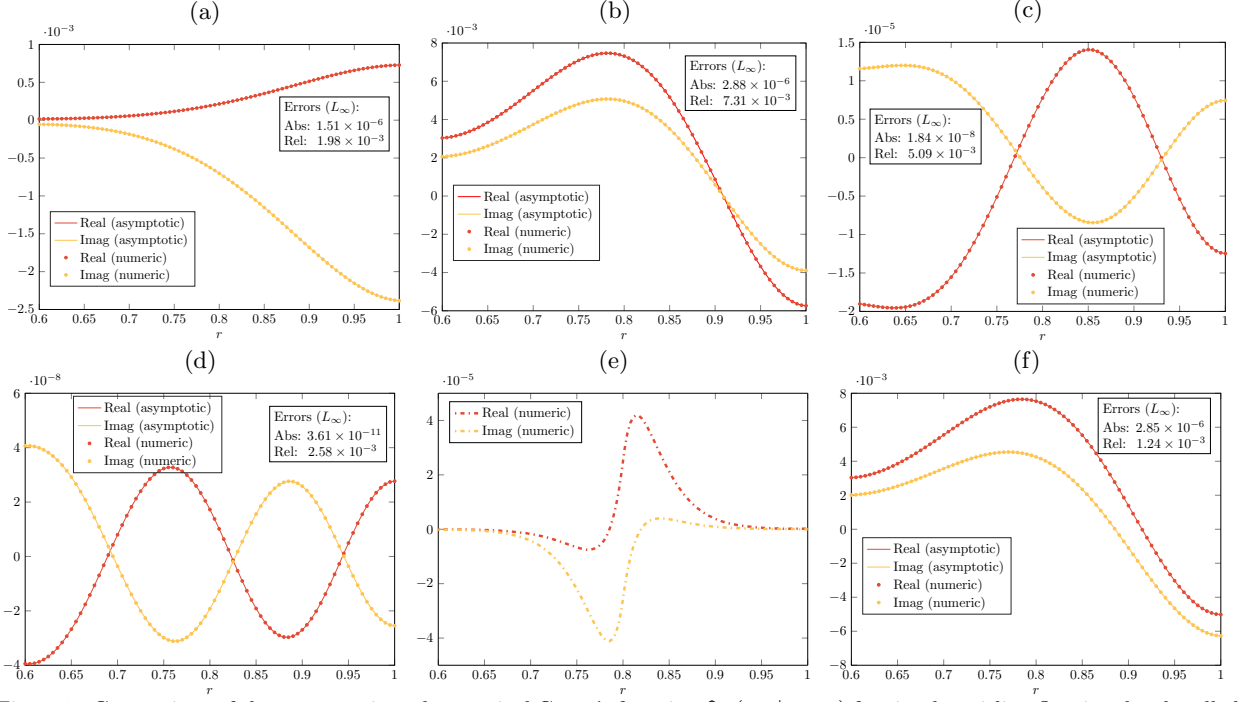 (a)
·10⁻³
1
0.5
0
−0.5
−1
−1.5
−2
−2.5
0.6 0.65 0.7 0.75 0.8 0.85 0.9 0.95 1
r
Errors (L∞):
Abs: 1.51 × 10⁻⁶
Rel: 1.98 × 10⁻³
Real (asymptotic)
Imag (asymptotic)
Real (numeric)
Imag (numeric)
(b)
·10⁻³
8
6
4
2
0
−2
−4
−6
0.6 0.65 0.7 0.75 0.8 0.85 0.9 0.95 1
r
Errors (L∞):
Abs: 2.88 × 10⁻⁶
Rel: 7.31 × 10⁻³
Real (asymptotic)
Imag (asymptotic)
Real (numeric)
Imag (numeric)
(c)
·10⁻⁵
1.5
1
0.5
0
−0.5
−1
−1.5
−2
0.6 0.65 0.7 0.75 0.8 0.85 0.9 0.95 1
r
Errors (L∞):
Abs: 1.84 × 10⁻⁸
Rel: 5.09 × 10⁻³
Real (asymptotic)
Imag (asymptotic)
Real (numeric)
Imag (numeric)
(d)
·10⁻⁸
6
4
2
0
−2
−4
0.6 0.65 0.7 0.75 0.8 0.85 0.9 0.95 1
r
Real (asymptotic)
Imag (asymptotic)
Real (numeric)
Imag (numeric)
Errors (L∞):
Abs: 3.61 × 10⁻¹¹
Rel: 2.58 × 10⁻³
(e)
·10⁻⁵
4
2
0
−2
−4
0.6 0.65 0.7 0.75 0.8 0.85 0.9 0.95 1
r
Real (numeric)
Imag (numeric)
(f)
·10⁻³
8
6
4
2
0
−2
−4
−6
−8
0.6 0.65 0.7 0.75 0.8 0.85 0.9 0.95 1
r
Errors (L∞):
Abs: 2.85 × 10⁻⁶
Rel: 1.24 × 10⁻³
Real (asymptotic)
Imag (asymptotic)
Real (numeric)
Imag (numeric)